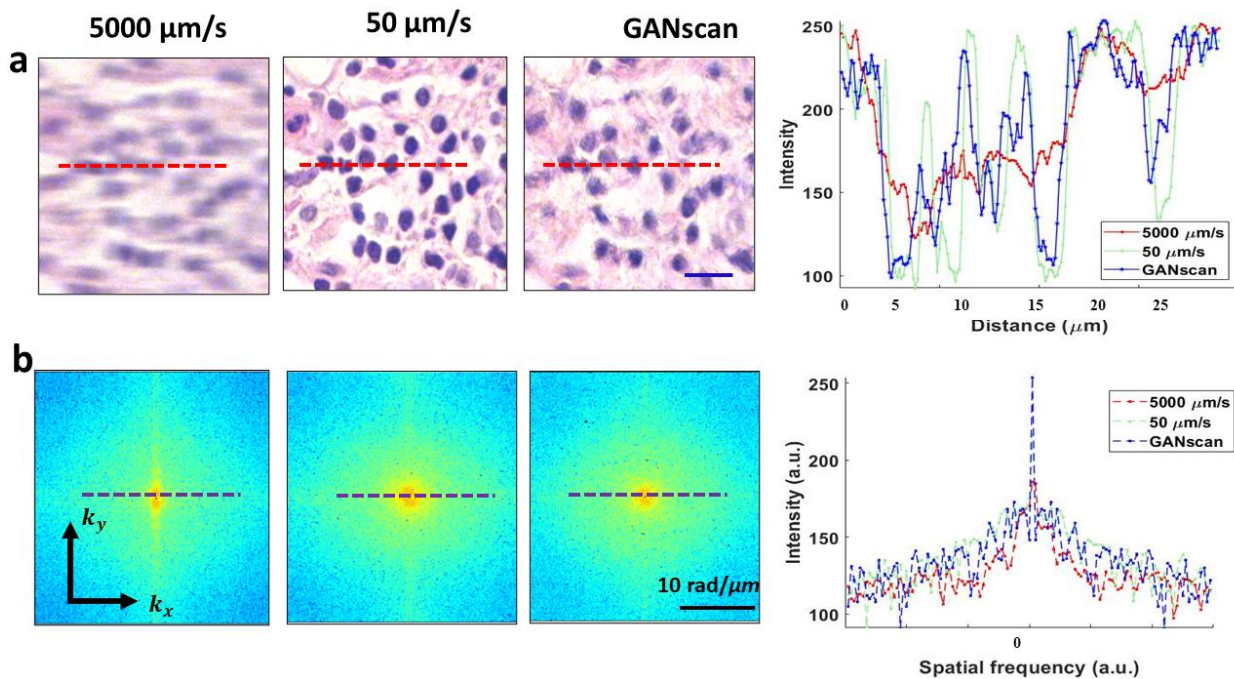 5000 μm/s
50 μm/s
GANscan
a
250
200
150
100
Intensity
0 5 10 15 20 25
Distance (μm)
5000 μm/s
50 μm/s
GANscan
b
k_y
k_x
10 rad/μm
250
200
150
100
Intensity (a.u.)
0
Spatial frequency (a.u.)
5000 μm/s
50 μm/s
GANscan